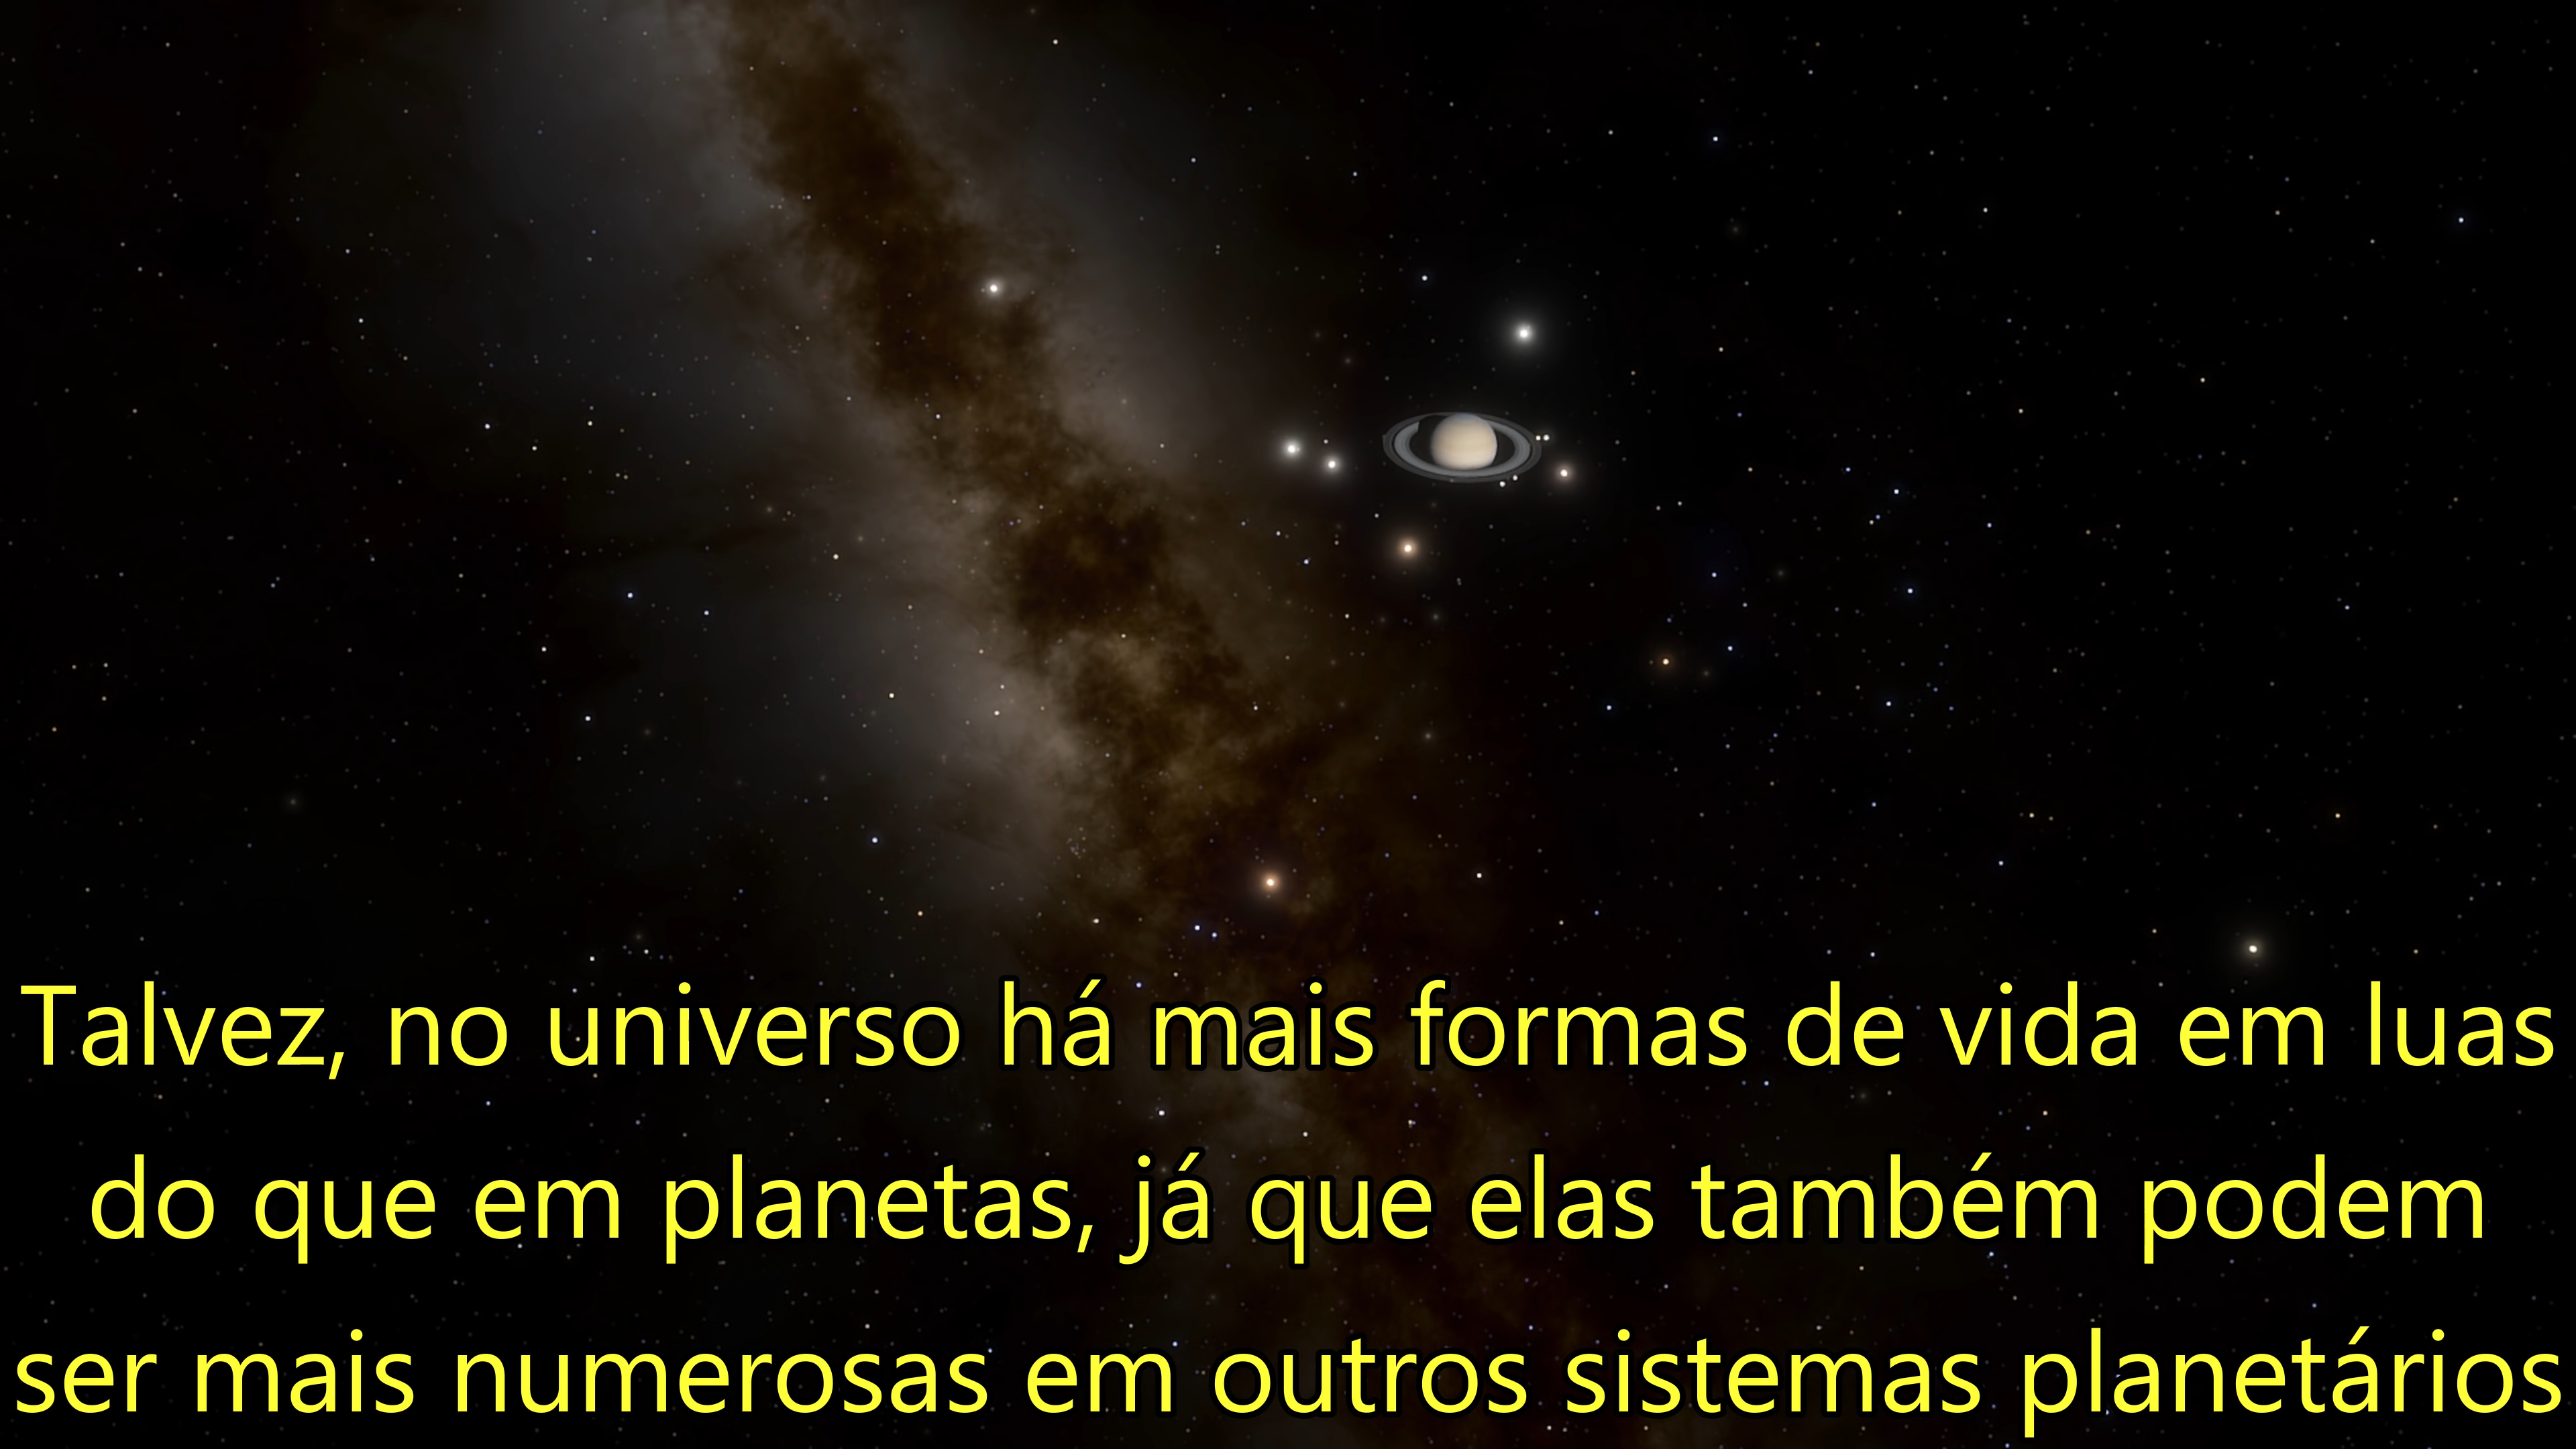 Talvez, no universo há mais formas de vida em luas
do que em planetas, já que elas também podem
ser mais numerosas em outros sistemas planetários